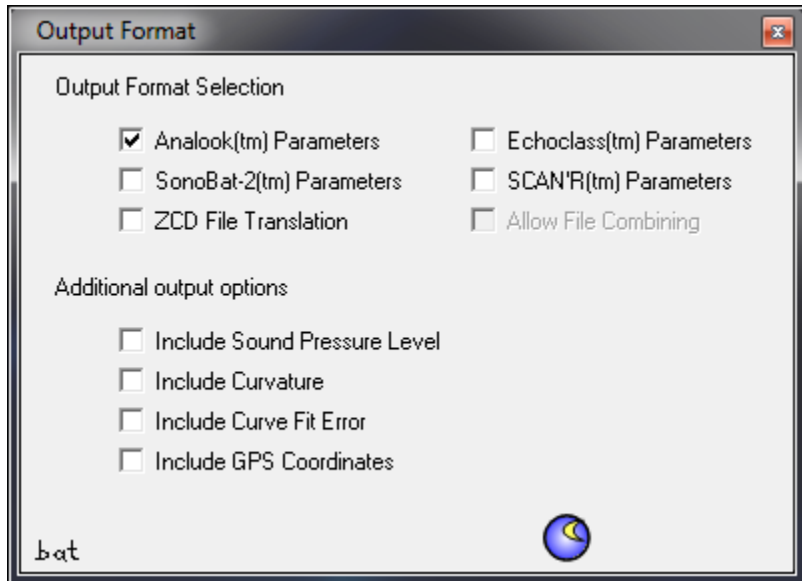 Output Format
Output Format Selection
Analook(tm) Parameters
Echoclass(tm) Parameters
SonoBat-2(tm) Parameters
SCAN'R(tm) Parameters
ZCD File Translation
Allow File Combining
Additional output options
Include Sound Pressure Level
Include Curvature
Include Curve Fit Error
Include GPS Coordinates
bat